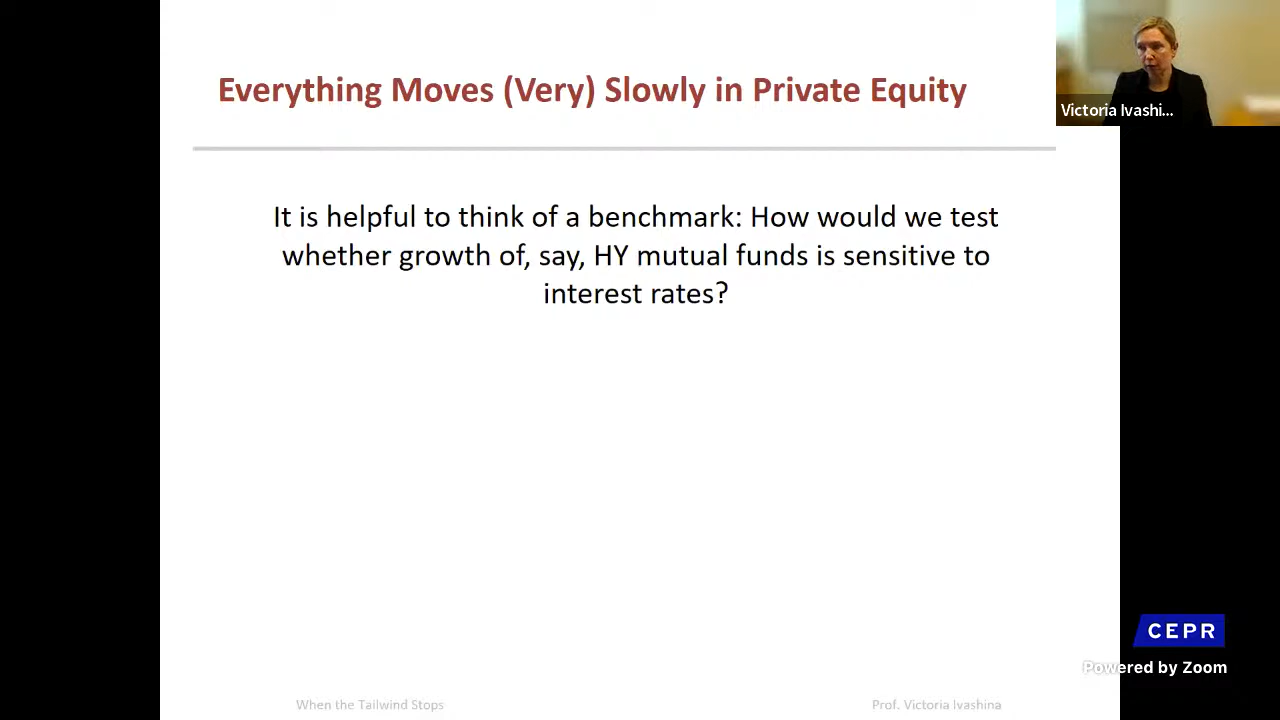 Everything Moves (Very) Slowly in Private Equity
Victoria Ivashi...
It is helpful to think of a benchmark: How would we test
whether growth of, say, HY mutual funds is sensitive to
interest rates?
CEPR
Powered by Zoom
When the Tailwind Stops
Prof. Victoria Ivashina